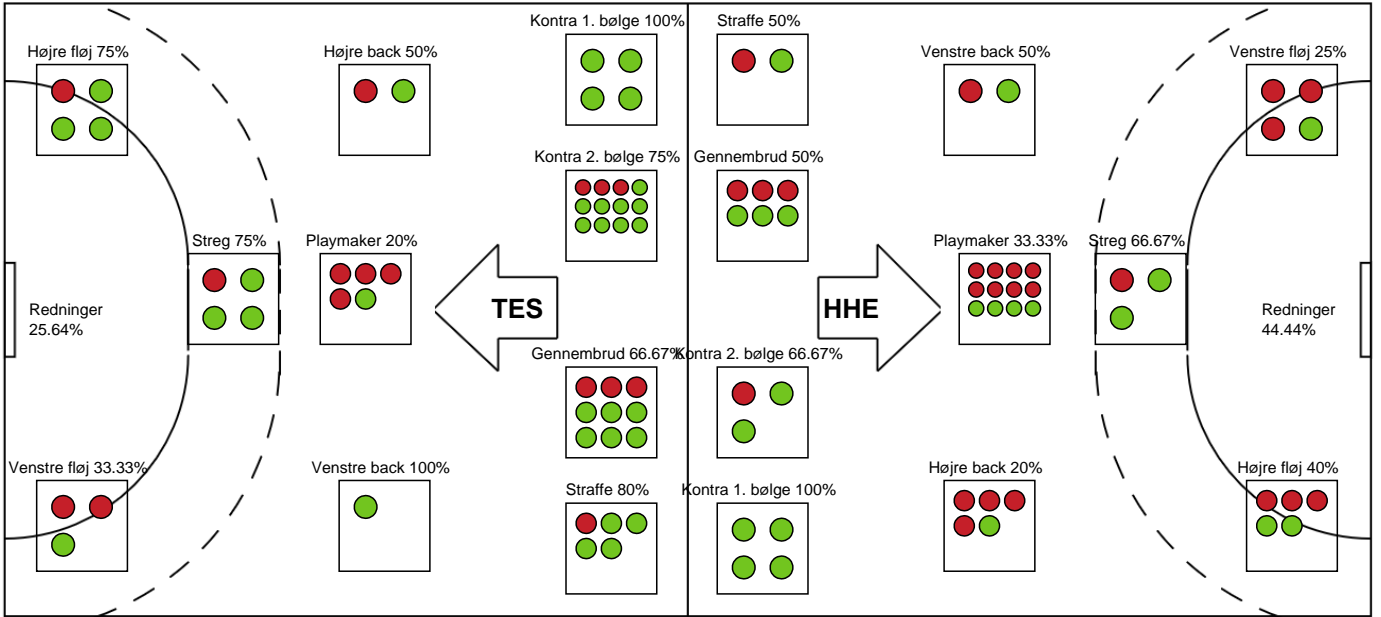 Kontra 1. bølge 100%
Straffe 50%
Højre fløj 75%
Højre back 50%
Venstre back 50%
Venstre fløj 25%
Kontra 2. bølge 75%
Gennembrud 50%
Streg 75%
Playmaker 20%
Playmaker 33.33%
Streg 66.67%
Redninger
25.64%
TES
HHE
Redninger
44.44%
Gennembrud 66.67%
Kontra 2. bølge 66.67%
Venstre fløj 33.33%
Venstre back 100%
Straffe 80%
Kontra 1. bølge 100%
Højre back 20%
Højre fløj 40%